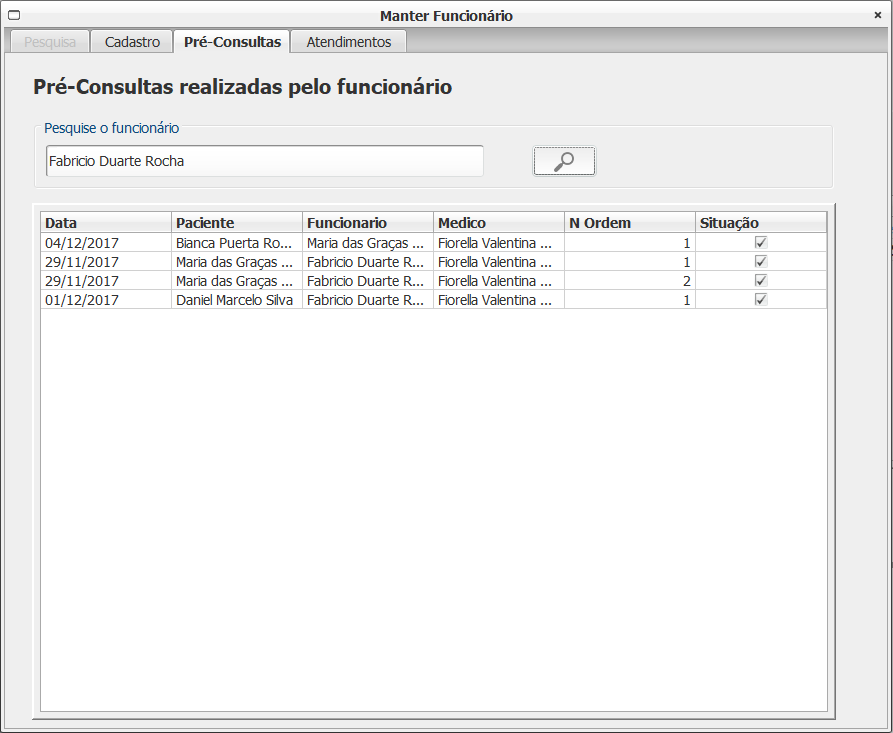 Manter Funcionário
Pesquisa Cadastro Pré-Consultas Atendimentos
Pré-Consultas realizadas pelo funcionário
Pesquise o funcionário
Fabricio Duarte Rocha
Data Paciente Funcionario Medico N Ordem Situação
04/12/2017 Bianca Puerta Ro... Maria das Graças ... Fiorella Valentina ... 1
29/11/2017 Maria das Graças ... Fabricio Duarte R... Fiorella Valentina ... 1
29/11/2017 Maria das Graças ... Fabricio Duarte R... Fiorella Valentina ... 2
01/12/2017 Daniel Marcelo Silva Fabricio Duarte R... Fiorella Valentina ... 1